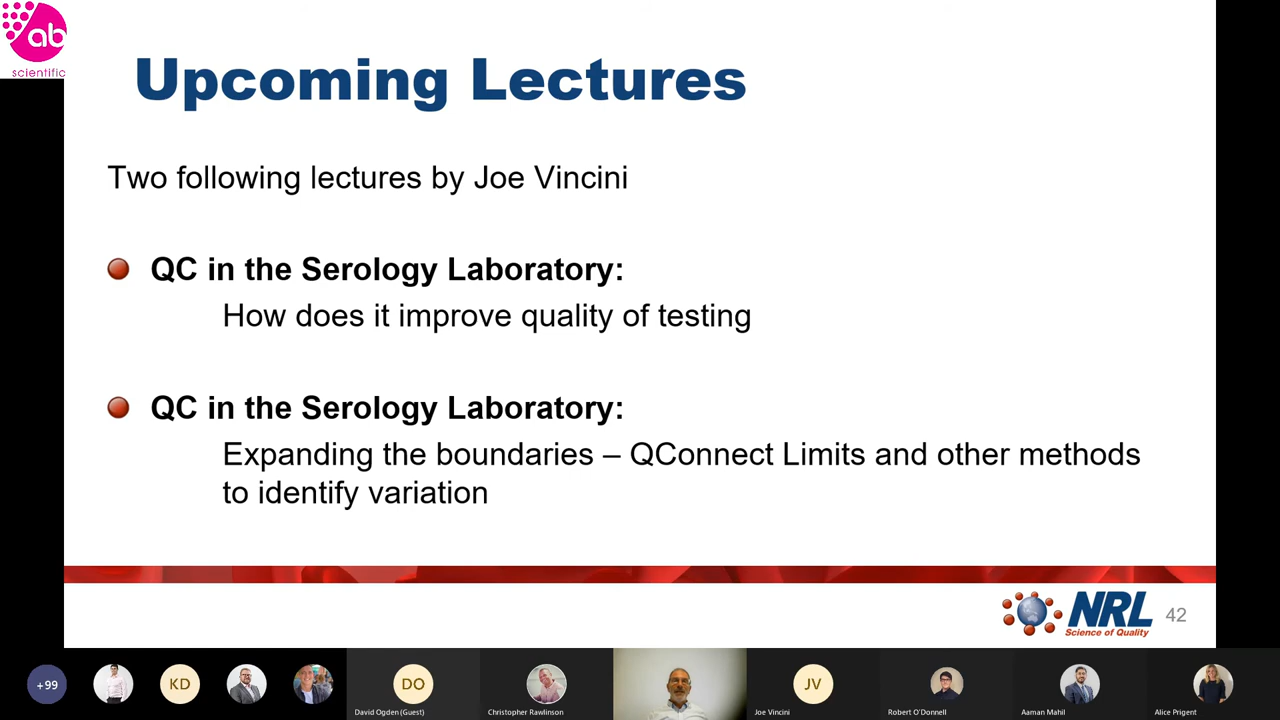 ab
scientific
Upcoming Lectures
Two following lectures by Joe Vincini
QC in the Serology Laboratory:
How does it improve quality of testing
QC in the Serology Laboratory:
Expanding the boundaries – QConnect Limits and other methods
to identify variation
NRL
Science of Quality
42
+99
KD
DO
JV
David Ogden (Guest)
Christopher Rawlinson
Joe Vincini
Robert O'Donnell
Aaman Mahil
Alice Prigent